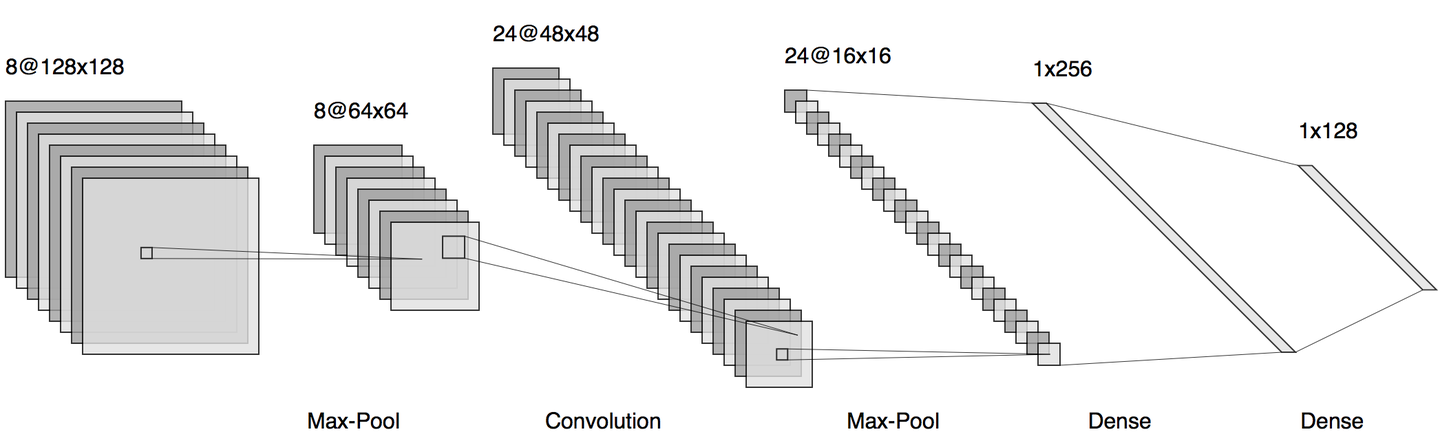 8@128x128
8@64x64
24@48x48
24@16x16
1x256
1x128
Max-Pool
Convolution
Max-Pool
Dense
Dense